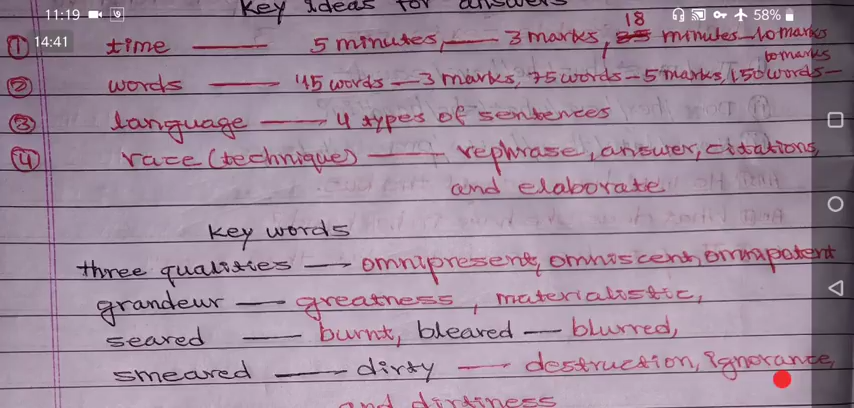 11:19 58%
14:41
Key ideas for answers
① time — 5 minutes, — 3 marks, 18 minutes - 10 marks
② words — 45 words — 3 marks, 75 words - 5 marks, 150 words - 10 marks
③ language — 4 types of sentences
④ race (technique) — rephrase, answer, citations,
and elaborate
Key words
three qualities — omnipresent, omniscent, omnipotent
grandeur — greatness, materialistic,
seared — burnt, bleared — blurred,
smeared — dirty — destruction, ignorance,
and dirtiness